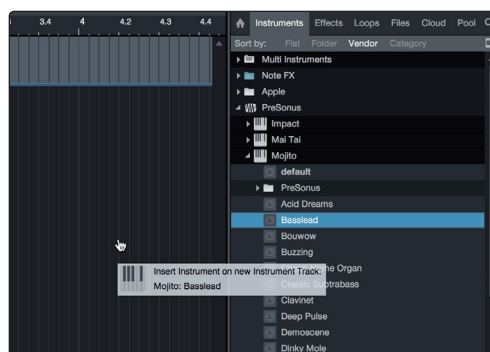 3.4 4 4.2 4.3 4.4
Instruments Effects Loops Files Cloud Pool
Sort by: Flat Folder Vendor Category
Multi Instruments
Note FX
Apple
PreSonus
Impact
Mai Tai
Mojito
default
PreSonus
Acid Dreams
Basslead
Bouwow
Buzzing
Insert Instrument on new Instrument Track:
Organ
Mojito: Basslead
Classic Subtrabass
Clavinet
Deep Pulse
Demoscene
Dinky Mole